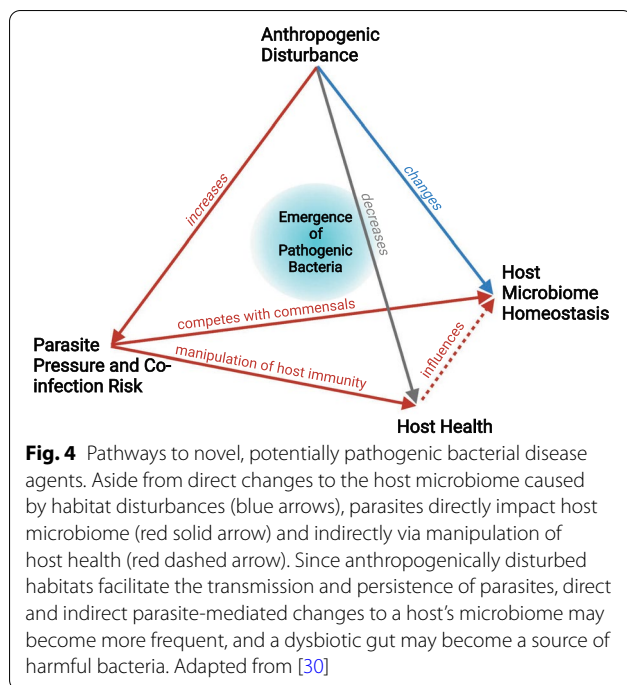 Anthropogenic
Disturbance
increases
decreases
changes
Emergence
of
Pathogenic
Bacteria
Host
Microbiome
Homeostasis
competes with commensals
Parasite
Pressure and Co-
infection Risk
manipulation of host immunity
influences
Host Health
Fig. 4 Pathways to novel, potentially pathogenic bacterial disease
agents. Aside from direct changes to the host microbiome caused
by habitat disturbances (blue arrows), parasites directly impact host
microbiome (red solid arrow) and indirectly via manipulation of
host health (red dashed arrow). Since anthropogenically disturbed
habitats facilitate the transmission and persistence of parasites, direct
and indirect parasite-mediated changes to a host's microbiome may
become more frequent, and a dysbiotic gut may become a source of
harmful bacteria. Adapted from [30]